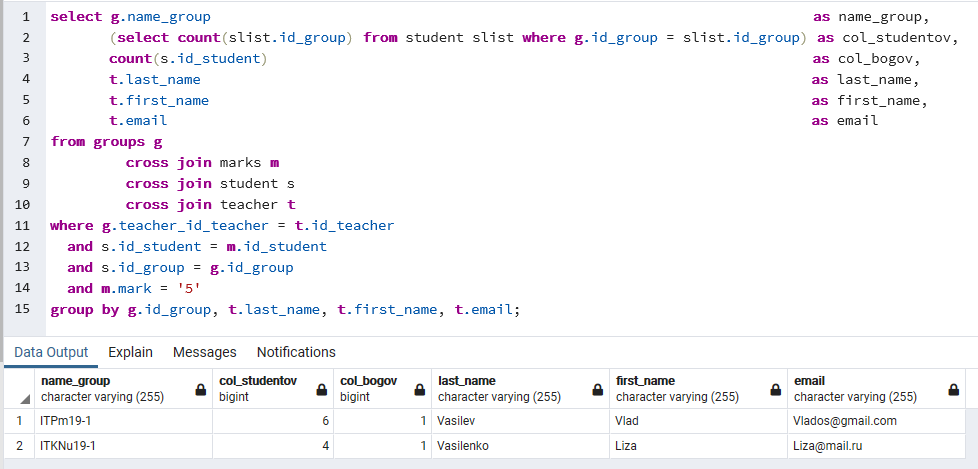 1 select g.name_group as name_group,
2 (select count(slist.id_group) from student slist where g.id_group = slist.id_group) as col_studentov,
3 count(s.id_student) as col_bogov,
4 t.last_name as last_name,
5 t.first_name as first_name,
6 t.email as email
7 from groups g
8 cross join marks m
9 cross join student s
10 cross join teacher t
11 where g.teacher_id_teacher = t.id_teacher
12 and s.id_student = m.id_student
13 and s.id_group = g.id_group
14 and m.mark = '5'
15 group by g.id_group, t.last_name, t.first_name, t.email;
Data Output Explain Messages Notifications
name_group col_studentov col_bogov last_name first_name email
character varying (255) bigint bigint character varying (255) character varying (255) character varying (255)
1 ITPm19-1 6 1 Vasilev Vlad Vlados@gmail.com
2 ITKNu19-1 4 1 Vasilenko Liza Liza@mail.ru